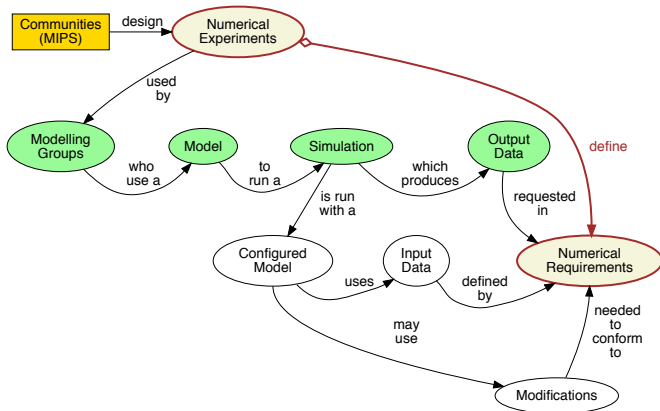 Communities
(MIPS)
design
Numerical
Experiments
used
by
define
Modelling
Groups
who
use a
Model
to
run a
Simulation
which
produces
Output
Data
is run
with a
requested
in
Configured
Model
uses
Input
Data
defined
by
Numerical
Requirements
may
use
needed
to
conform
to
Modifications